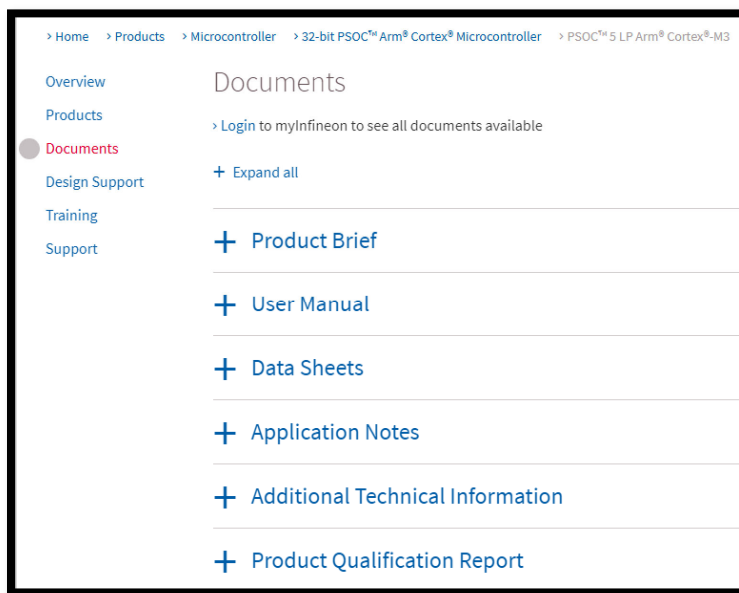 > Home > Products > Microcontroller > 32-bit PSOC™ Arm® Cortex® Microcontroller > PSOC™ 5 LP Arm® Cortex®-M3
Overview
Products
Documents
Design Support
Training
Support
Documents
> Login to myInfineon to see all documents available
+ Expand all
+ Product Brief
+ User Manual
+ Data Sheets
+ Application Notes
+ Additional Technical Information
+ Product Qualification Report